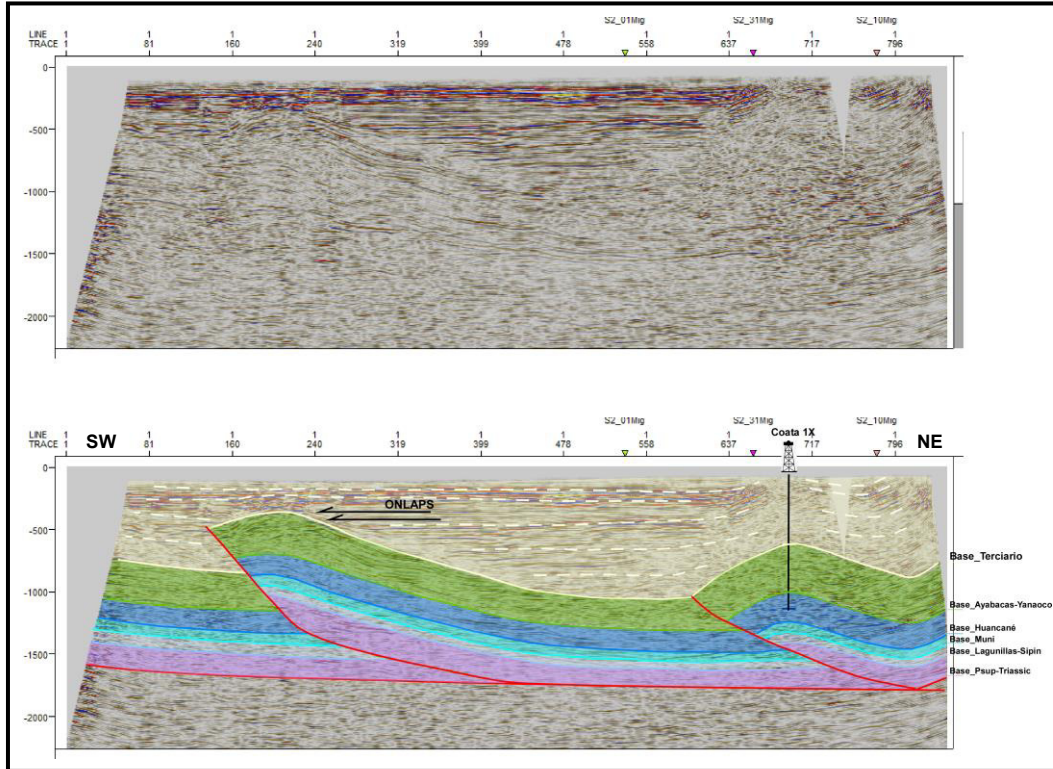 S2_01Mig S2_31Mig S2_10Mig
LINE 1 1 1 1 1 1 1 1 1 1 1
TRACE 1 81 160 240 319 399 478 558 637 717 796
0
-500
-1000
-1500
-2000
S2_01Mig S2_31Mig S2_10Mig
LINE 1 1 1 1 1 1 1 1 1 1 1
TRACE 1 81 160 240 319 399 478 558 637 717 796
SW Coata 1X NE
0
ONLAPS
-500
Base_Terciario
-1000
Base_Ayabacas-Yanaoco
Base_Huancané
Base_Muni
-1500
Base_Lagunillas-Sipin
Base_Psup-Triassic
-2000